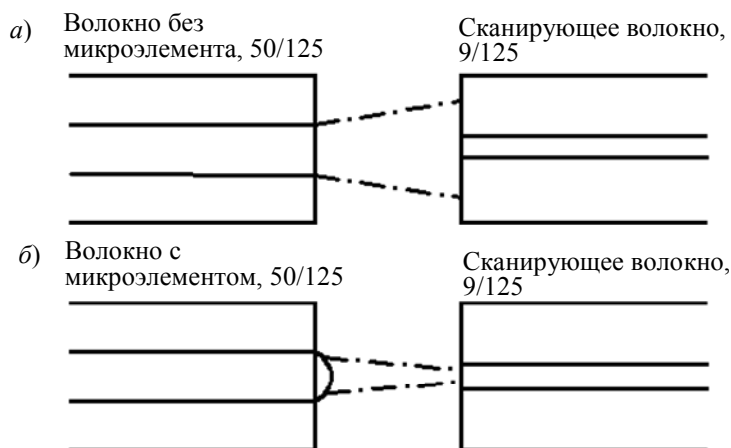 а)
Волокно без
микроэлемента, 50/125
Сканирующее волокно,
9/125
б)
Волокно с
микроэлементом, 50/125
Сканирующее волокно,
9/125